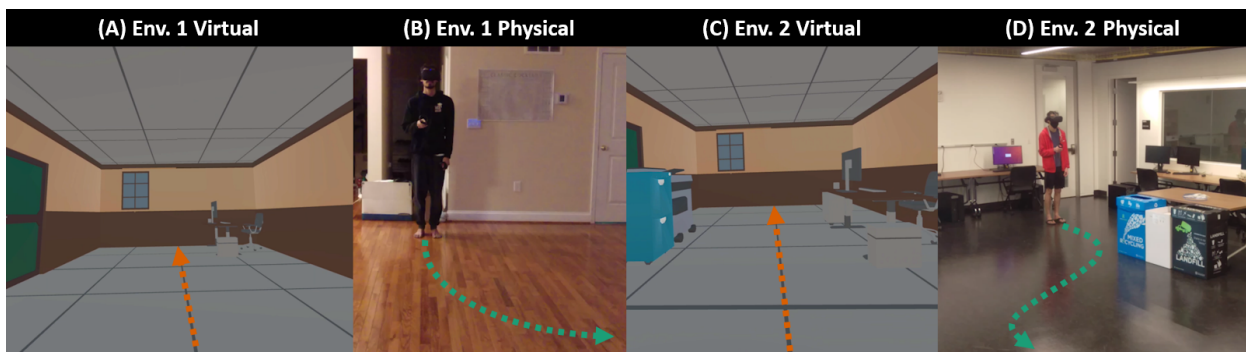 (A) Env. 1 Virtual
(B) Env. 1 Physical
(C) Env. 2 Virtual
(D) Env. 2 Physical
MIXED
RECYCLING
LANDFILL